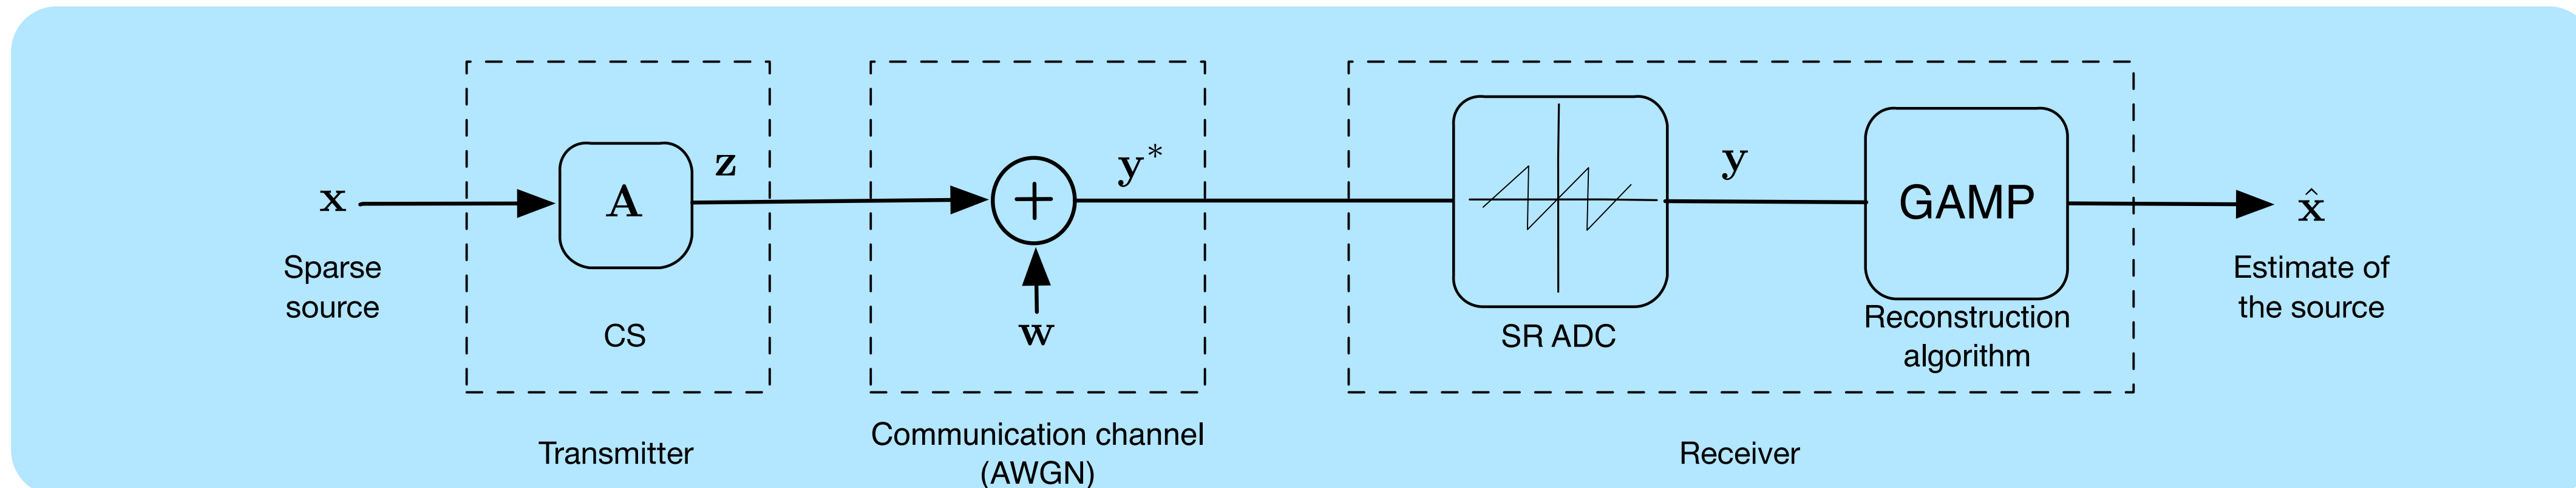 x
Sparse
source
A
z
CS
Transmitter
+
y*
w
Communication channel
(AWGN)
SR ADC
y
GAMP
Reconstruction
algorithm
Receiver
x̂
Estimate of
the source